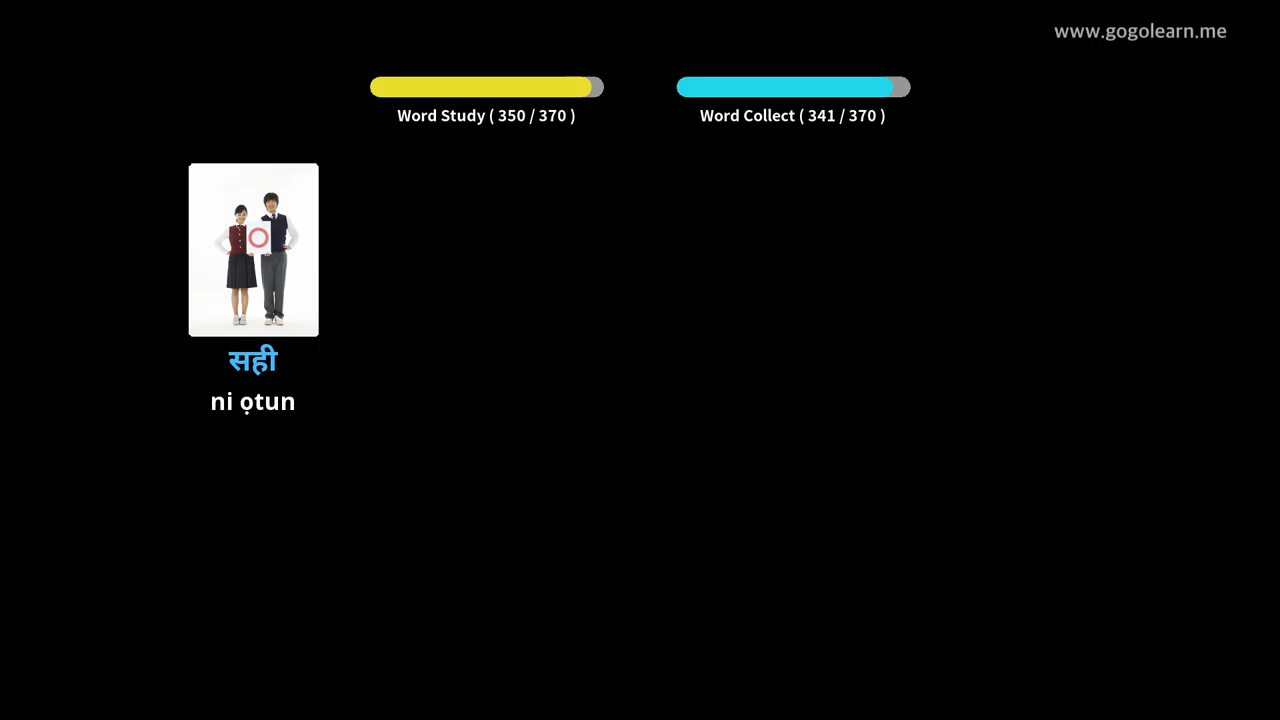 www.gogolearn.me
Word Study ( 350 / 370 )
Word Collect ( 341 / 370 )
सही
ni ọtun